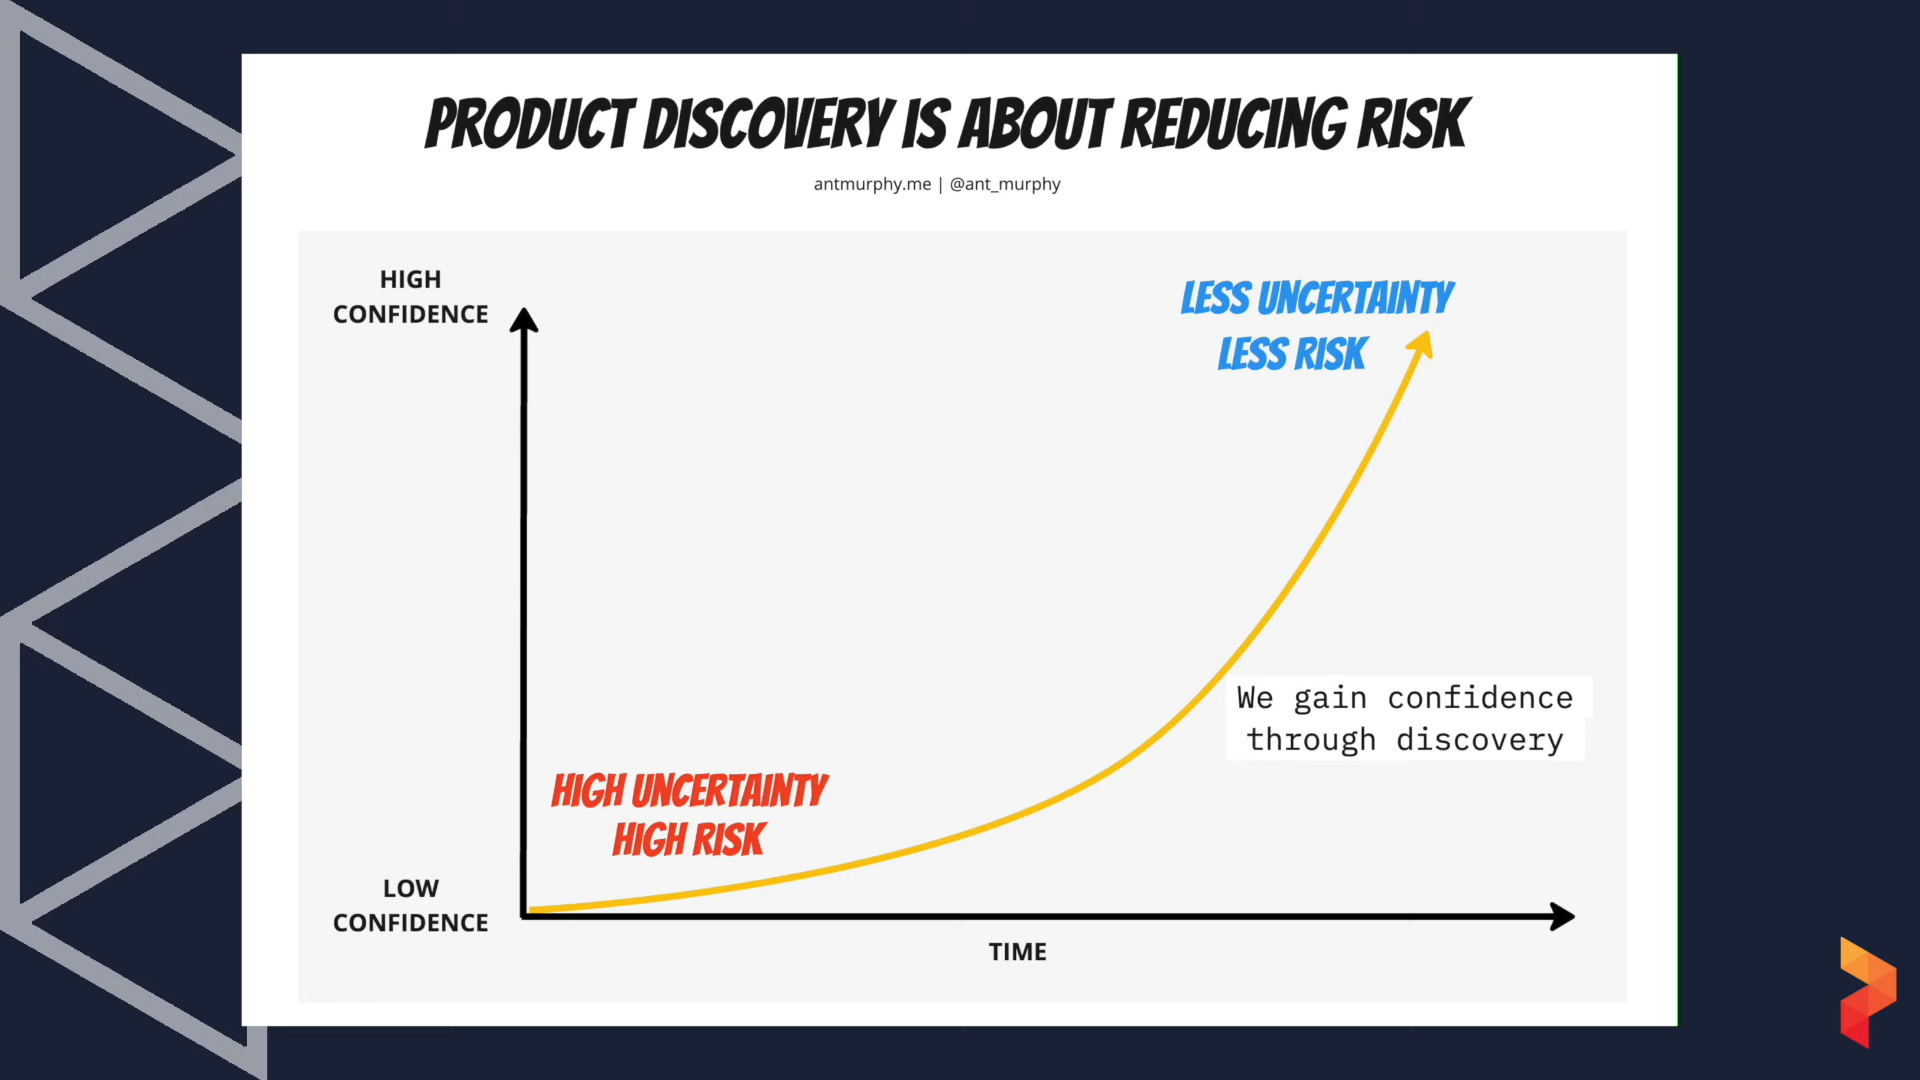 PRODUCT DISCOVERY IS ABOUT REDUCING RISK
antmurphy.me | @ant_murphy
HIGH
CONFIDENCE
LESS UNCERTAINTY
LESS RISK
We gain confidence
through discovery
HIGH UNCERTAINTY
HIGH RISK
LOW
CONFIDENCE
TIME